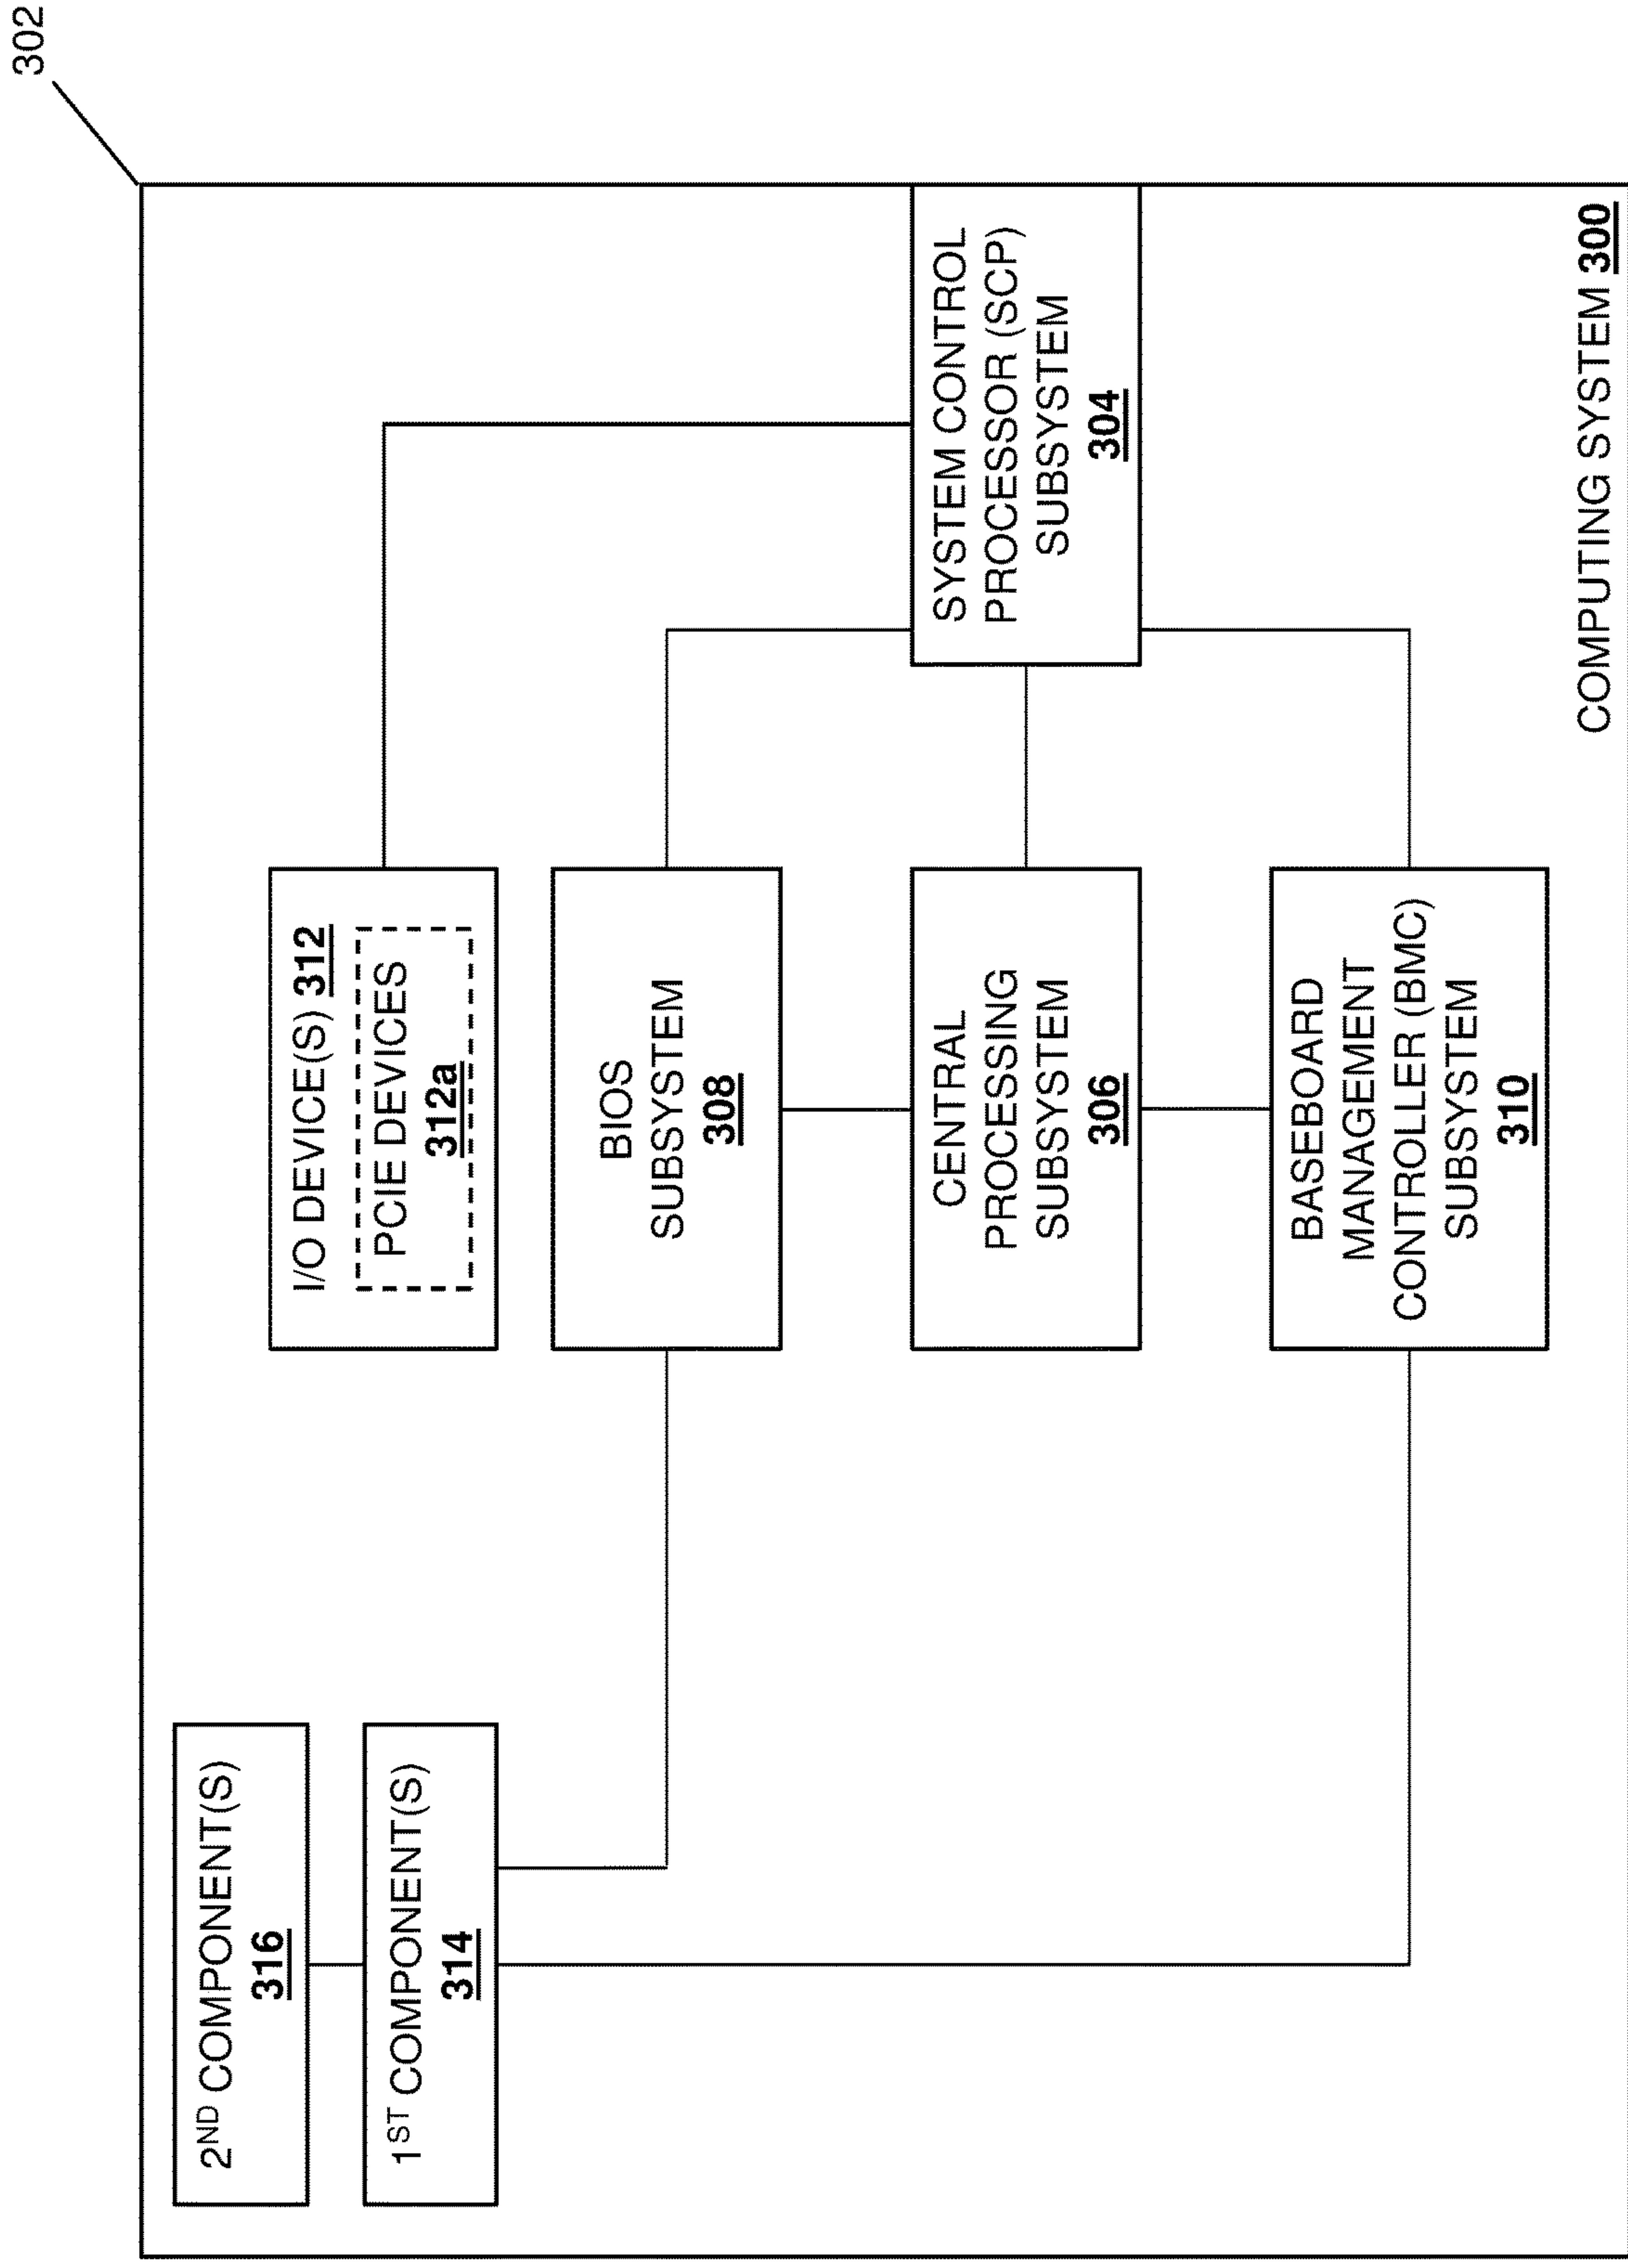 302
2ND COMPONENT(S)
316
1ST COMPONENT(S)
314
I/O DEVICE(S) 312
PCIE DEVICES
312a
BIOS
SUBSYSTEM
308
CENTRAL
PROCESSING
SUBSYSTEM
306
BASEBOARD
MANAGEMENT
CONTROLLER (BMC)
SUBSYSTEM
310
SYSTEM CONTROL
PROCESSOR (SCP)
SUBSYSTEM
304
COMPUTING SYSTEM 300